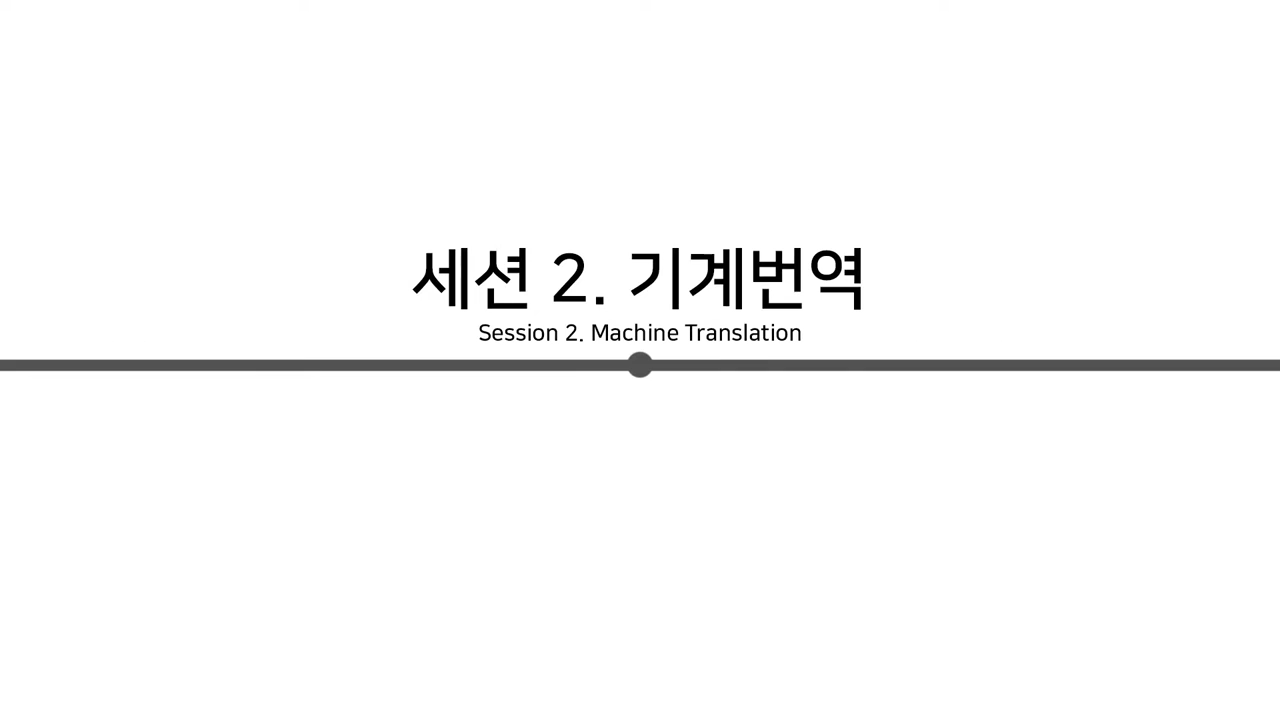 세션 2. 기계번역
Session 2. Machine Translation